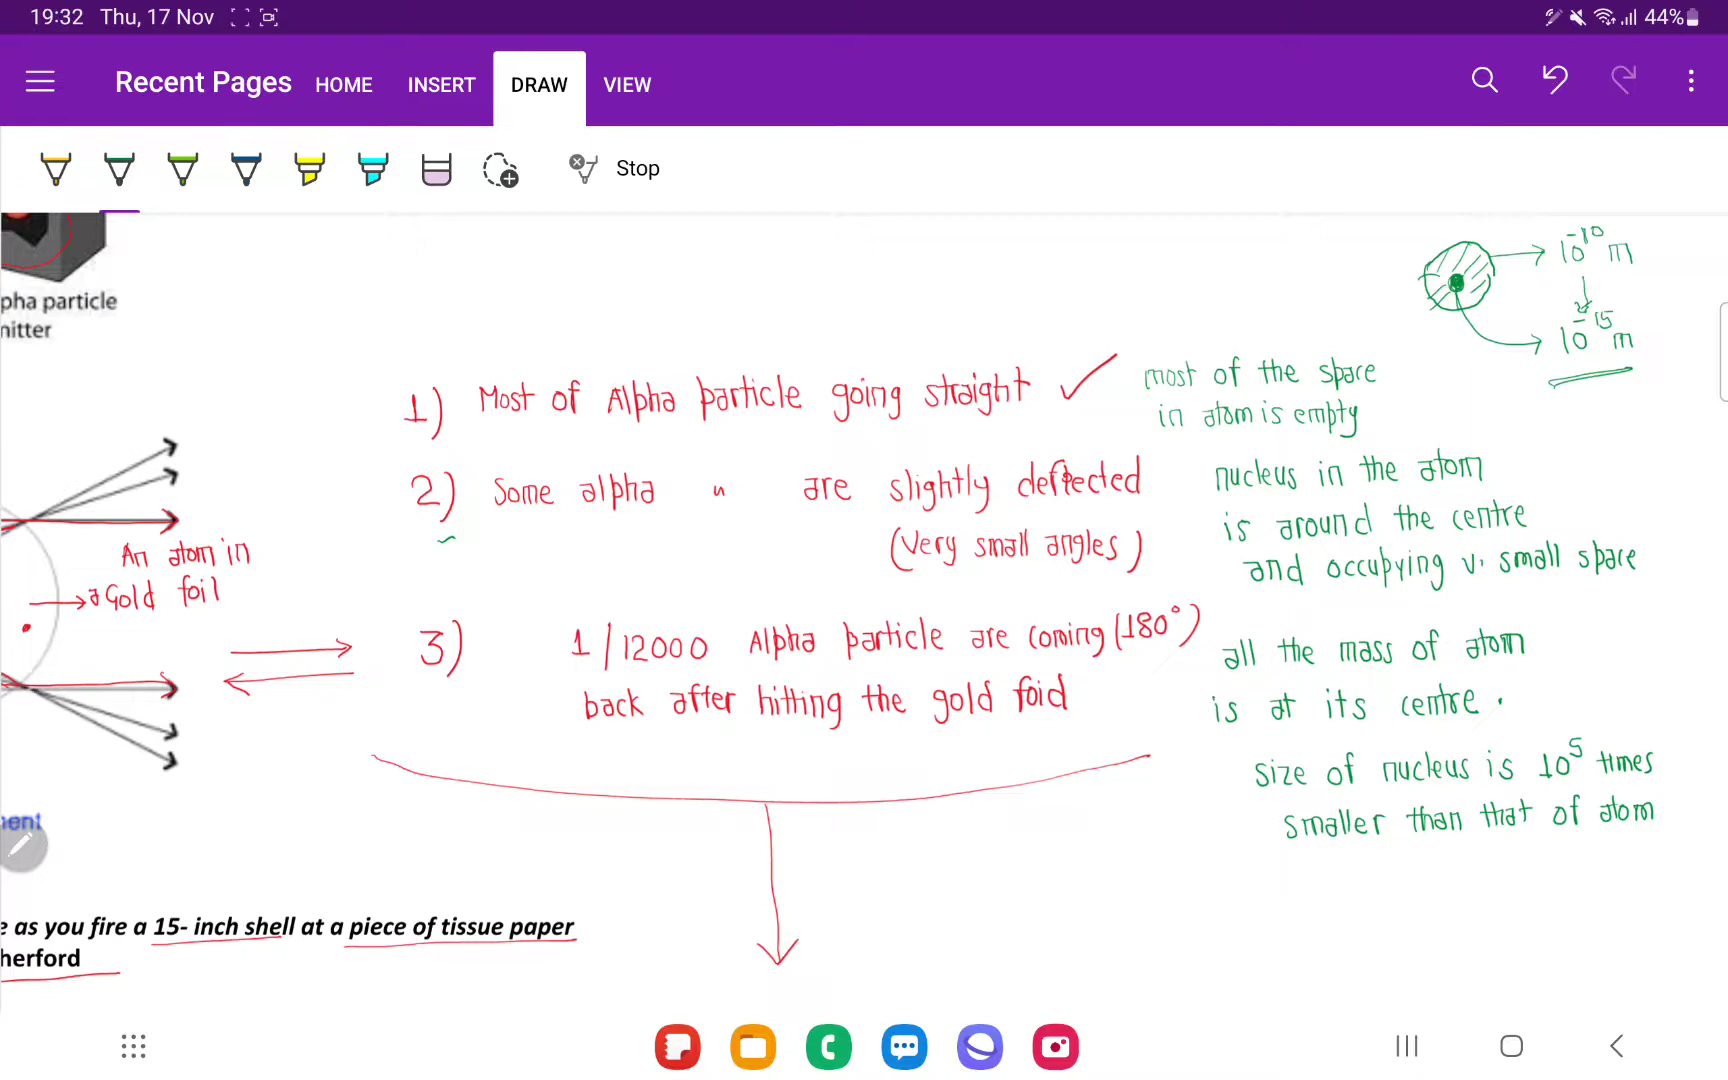 19:32 Thu, 17 Nov 44%
Recent Pages HOME INSERT DRAW VIEW
Stop
pha particle
nitter
10⁻¹⁰ m
10⁻¹⁵ m
1) Most of Alpha particle going straight ✓
most of the space
in atom is empty
2) Some alpha " are slightly deflected
(very small angles)
nucleus in the atom
is around the centre
and occupying v. small space
An atom in
a Gold foil
3) 1/12000 Alpha particle are coming (180°)
back after hitting the gold foid
all the mass of atom
is at its centre.
size of nucleus is 10⁵ times
smaller than that of atom
nent
e as you fire a 15- inch shell at a piece of tissue paper
herford